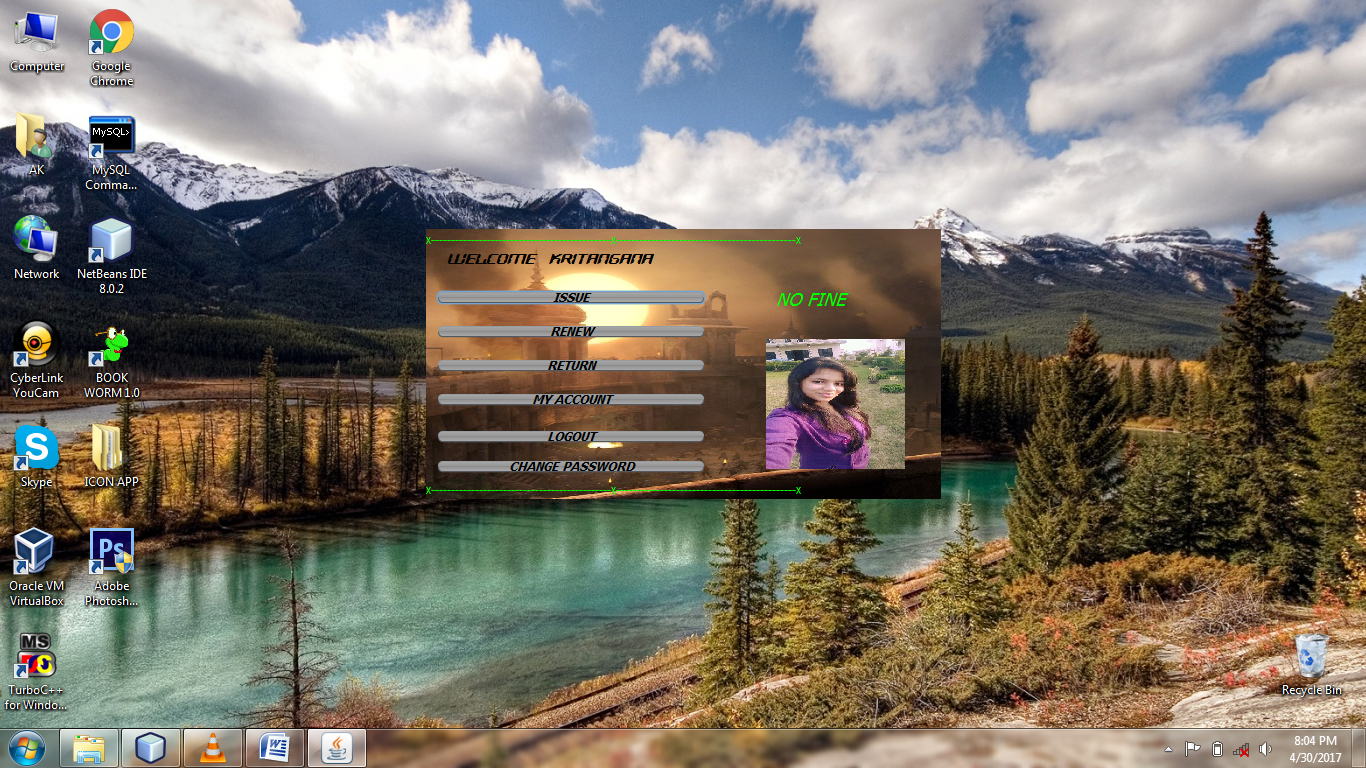 Computer
Google
Chrome
AK
MySQL>
MySQL
Comma...
Network
NetBeans IDE
8.0.2
CyberLink
YouCam
BOOK
WORM 1.0
Skype
ICON APP
Oracle VM
VirtualBox
Ps
Adobe
Photosh...
MS
TurboC++
for Windo...
WELCOME KRITANGANA
ISSUE
RENEW
RETURN
MY ACCOUNT
LOGOUT
CHANGE PASSWORD
NO FINE
Recycle Bin
8:04 PM
4/30/2017